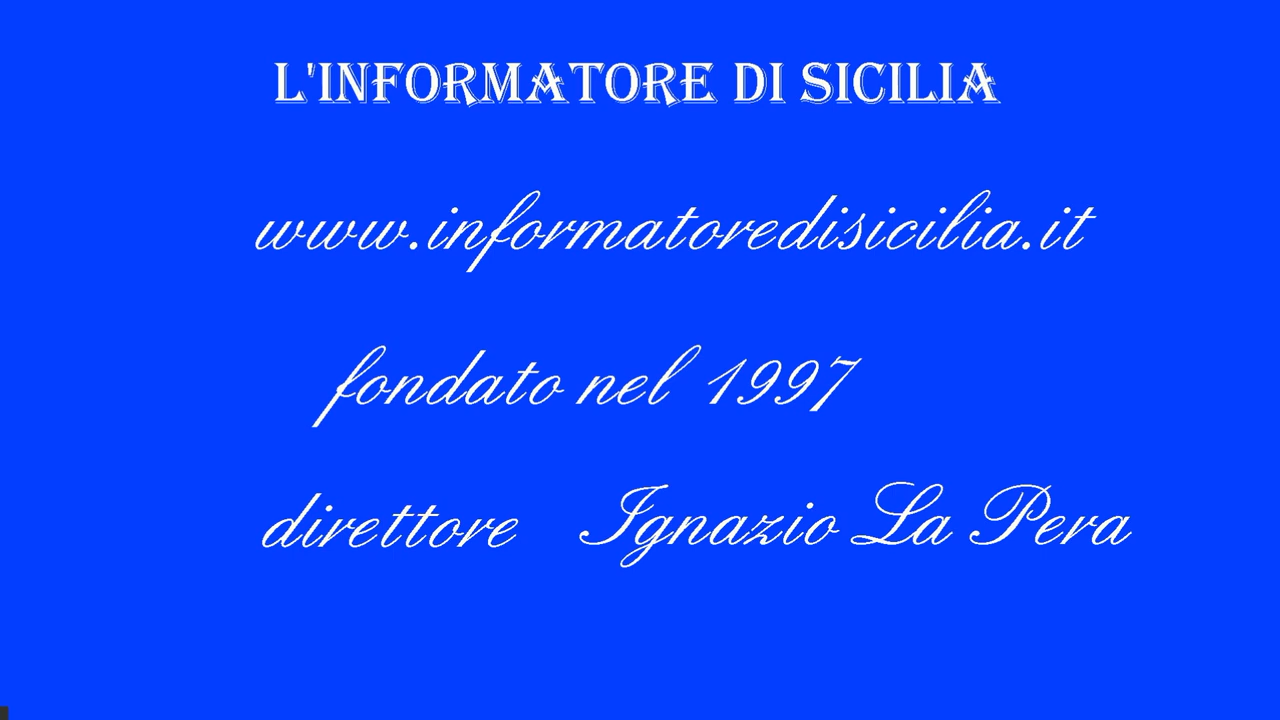 L'INFORMATORE DI SICILIA
www.informatoredisicilia.it
fondato nel 1997
direttore Ignazio La Pera